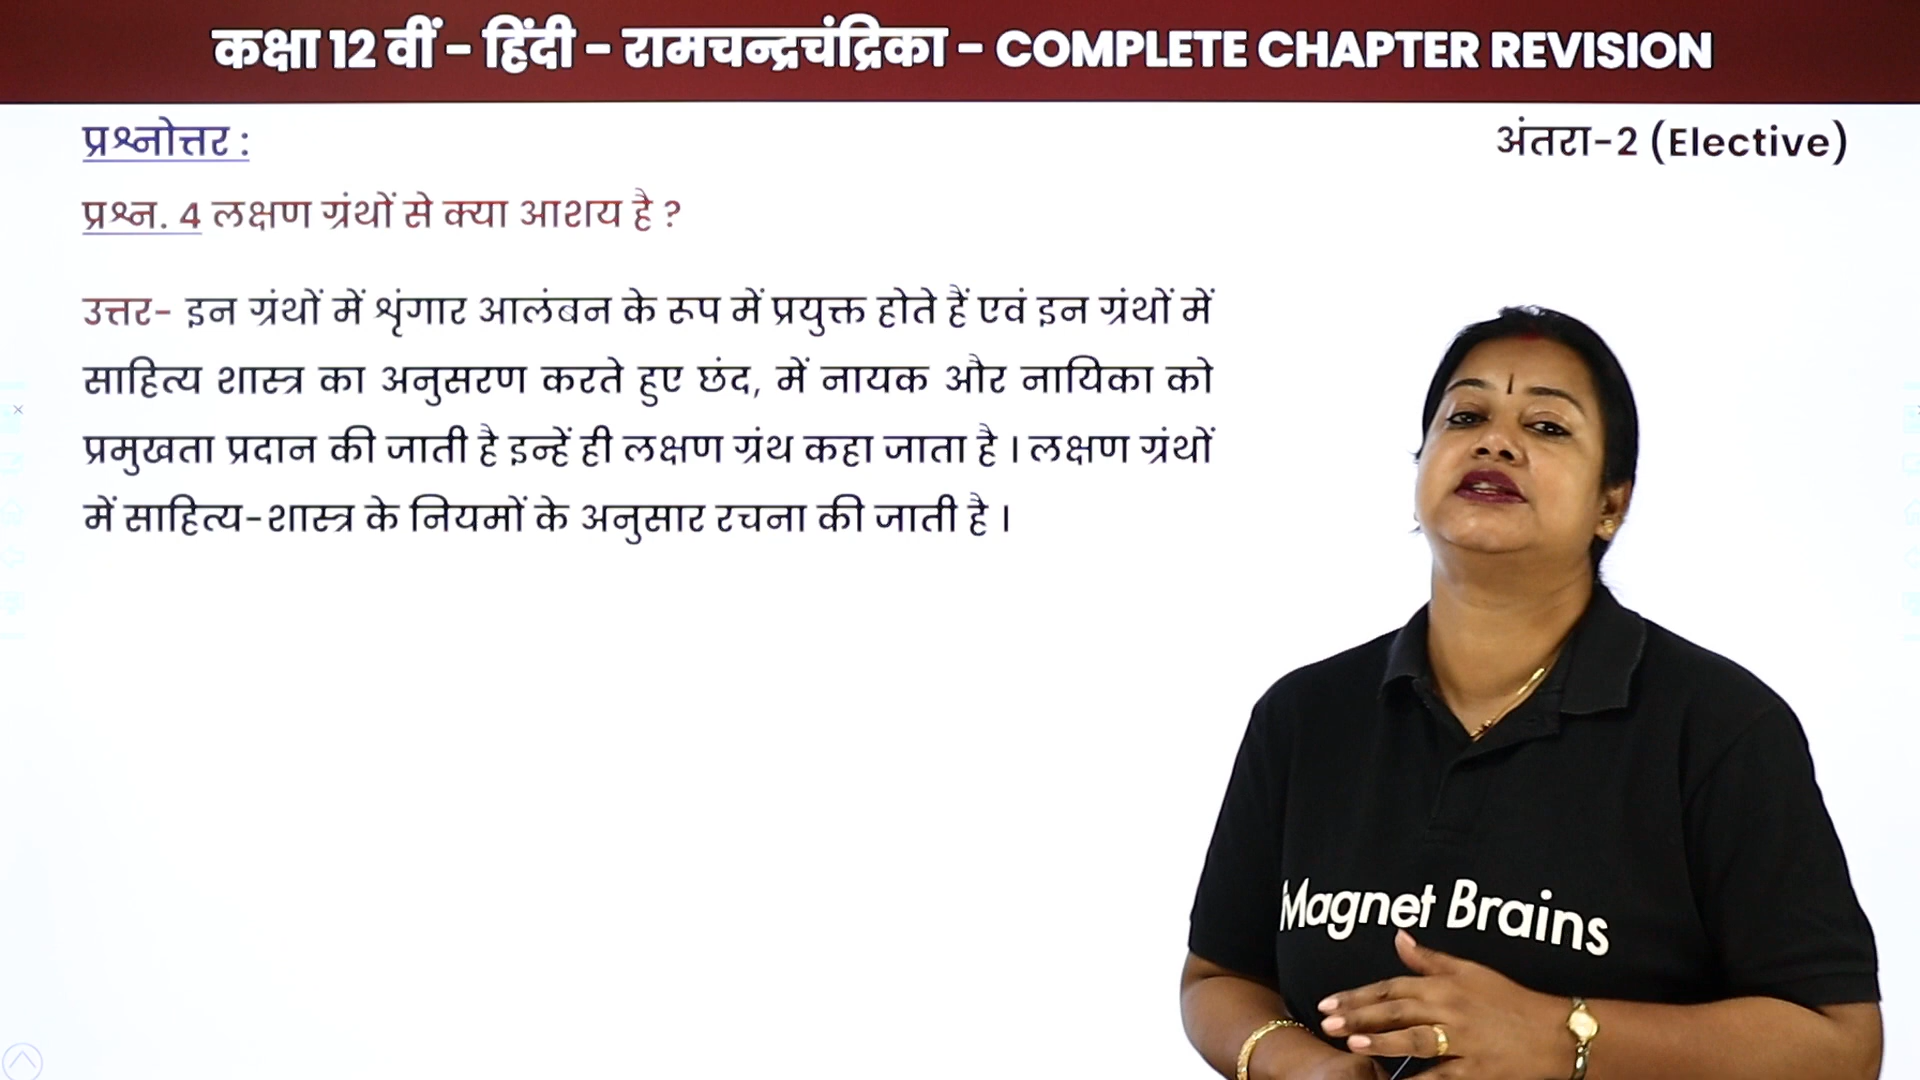 कक्षा 12 वीं - हिंदी - रामचन्द्रचंद्रिका - COMPLETE CHAPTER REVISION
प्रश्नोत्तर :
अंतरा-2 (Elective)
प्रश्न. 4 लक्षण ग्रंथों से क्या आशय है ?
उत्तर- इन ग्रंथों में श्रृंगार आलंबन के रूप में प्रयुक्त होते हैं एवं इन ग्रंथों में
साहित्य शास्त्र का अनुसरण करते हुए छंद, में नायक और नायिका को
प्रमुखता प्रदान की जाती है इन्हें ही लक्षण ग्रंथ कहा जाता है । लक्षण ग्रंथों
में साहित्य-शास्त्र के नियमों के अनुसार रचना की जाती है ।
Magnet Brains